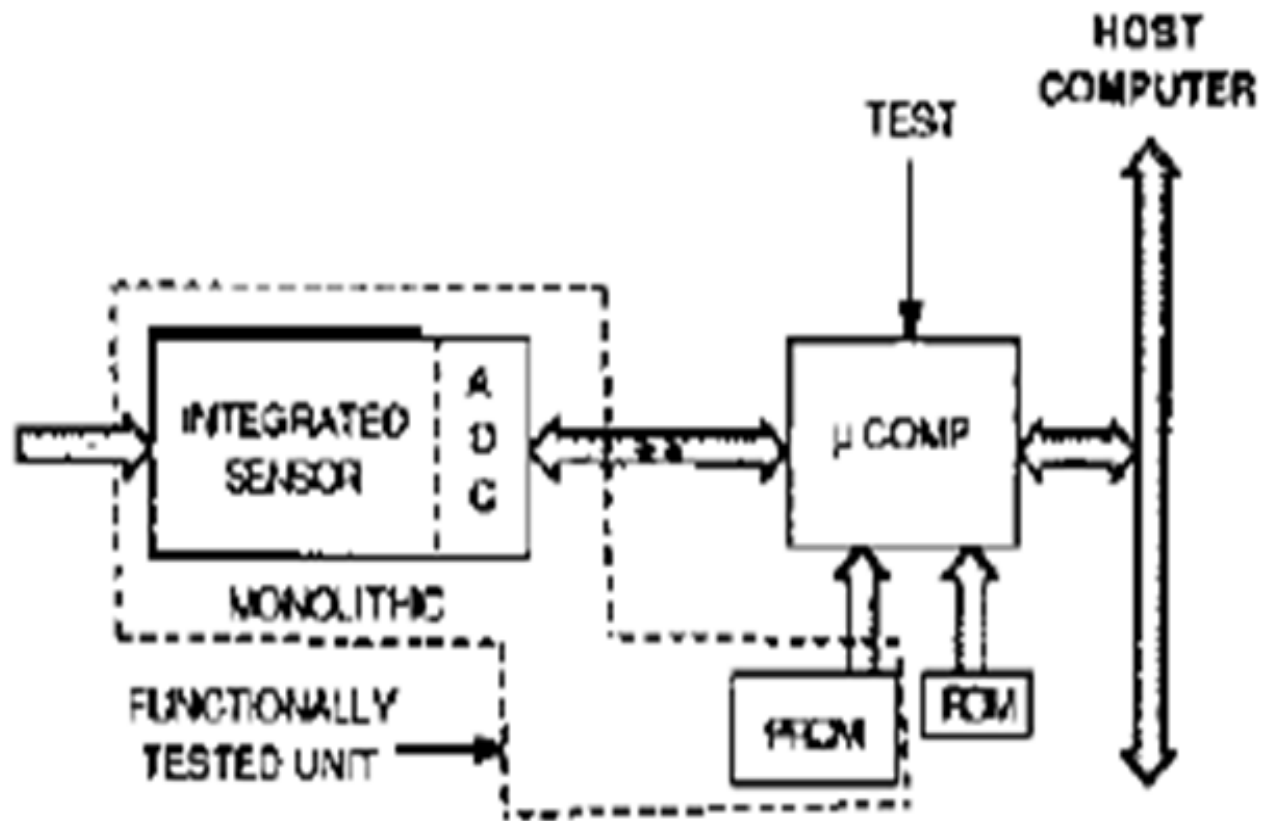 HOST
COMPUTER
TEST
INTEGRATED
SENSOR
A
D
C
μ COMP
MONOLITHIC
FUNCTIONALLY
TESTED UNIT
PROM
ROM